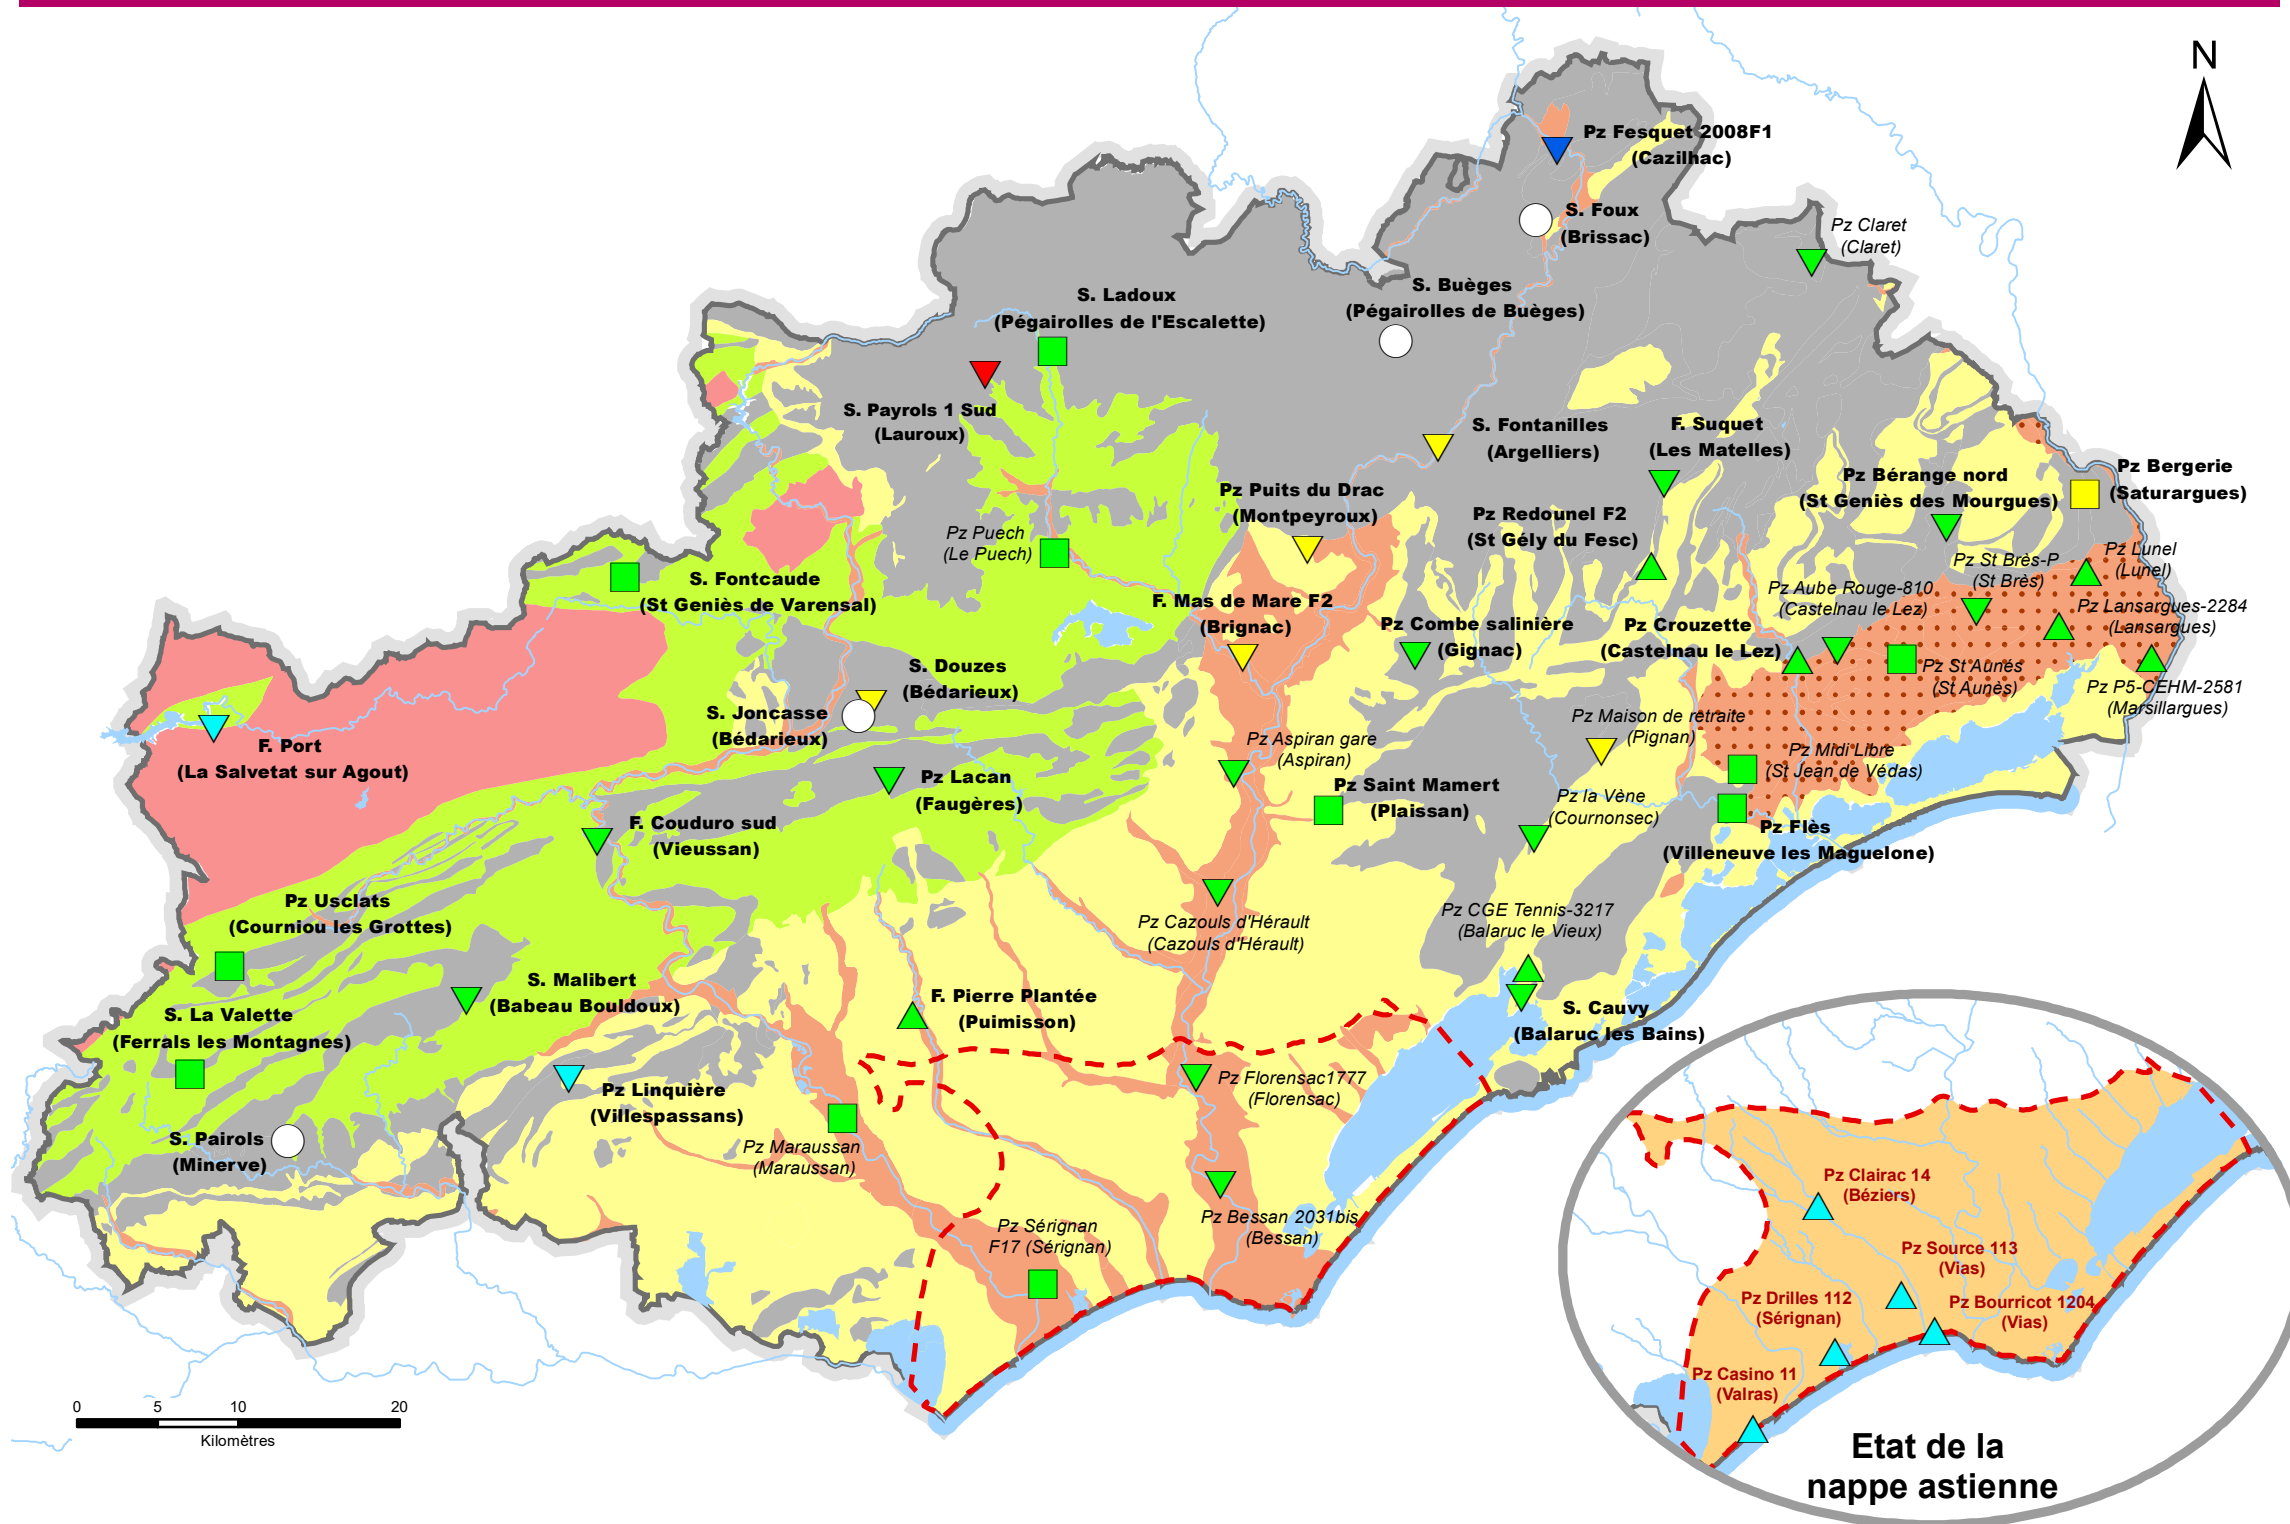 N
Pz Fesquet 2008F1
(Cazilhac)
S. Foux
(Brissac)
Pz Claret
(Claret)
S. Buèges
(Pégairolles de Buèges)
S. Ladoux
(Pégairolles de l'Escalette)
S. Payrols 1 Sud
(Lauroux)
S. Fontanilles
(Argelliers)
F. Suquet
(Les Matelles)
Pz Bérange nord
(St Geniès des Mourgues)
Pz Bergerie
(Saturargues)
Pz Puits du Drac
(Montpeyroux)
Pz Redounel F2
(St Gély du Fesc)
Pz Puech
(Le Puech)
Pz St Brès-P
(St Brès)
Pz Lunel
(Lunel)
S. Fontcaude
(St Geniès de Varensal)
Pz Aube Rouge-810
(Castelnau le Lez)
F. Mas de Mare F2
(Brignac)
Pz Combe salinière
(Gignac)
Pz Crouzette
(Castelnau le Lez)
Pz Lansargues-2284
(Lansargues)
S. Douzes
(Bédarieux)
Pz St Aunés
(St Aunès)
Pz P5-CEHM-2581
(Marsillargues)
S. Joncasse
(Bédarieux)
F. Port
(La Salvetat sur Agout)
Pz Maison de retraite
(Pignan)
Pz Aspiran gare
(Aspiran)
Pz Midi Libre
(St Jean de Védas)
Pz Lacan
(Faugères)
Pz Saint Mamert
(Plaissan)
Pz la Vène
(Cournonsec)
F. Couduro sud
(Vieussan)
Pz Flès
(Villeneuve les Maguelone)
Pz Usclats
(Courniou les Grottes)
Pz Cazouls d'Hérault
(Cazouls d'Hérault)
Pz CGE Tennis-3217
(Balaruc le Vieux)
S. Malibert
(Babeau Bouldoux)
F. Pierre Plantée
(Puimisson)
S. Cauvy
(Balaruc les Bains)
S. La Valette
(Ferrals les Montagnes)
Pz Linquière
(Villespassans)
Pz Florensac1777
(Florensac)
S. Pairols
(Minerve)
Pz Maraussan
(Maraussan)
Pz Sérignan
F17 (Sérignan)
Pz Bessan 2031bis
(Bessan)
Pz Clairac 14
(Béziers)
Pz Source 113
(Vias)
Pz Drilles 112
(Sérignan)
Pz Bourricot 1204
(Vias)
Pz Casino 11
(Valras)
Etat de la
nappe astienne
0 5 10 20
Kilomètres